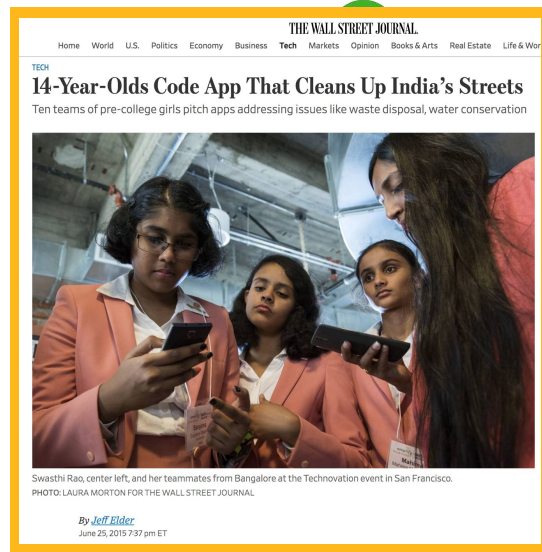 THE WALL STREET JOURNAL.
Home World U.S. Politics Economy Business Tech Markets Opinion Books & Arts Real Estate Life & Wor
TECH
14-Year-Olds Code App That Cleans Up India's Streets
Ten teams of pre-college girls pitch apps addressing issues like waste disposal, water conservation
Swasthi Rao, center left, and her teammates from Bangalore at the Technovation event in San Francisco.
PHOTO: LAURA MORTON FOR THE WALL STREET JOURNAL
By Jeff Elder
June 25, 2015 7:37 pm ET